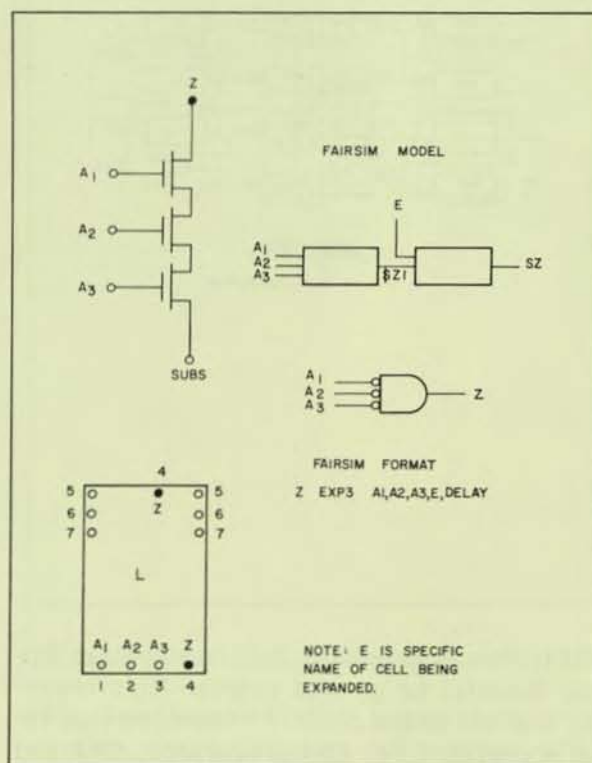 Z
A1
A2
A3
SUBS
FAIRSIM MODEL
E
A1
A2
A3
$Z1
SZ
A1
A2
A3
Z
FAIRSIM FORMAT
Z EXP3 A1,A2,A3,E,DELAY
4
5 Z 5
6 6
7 7
L
A1 A2 A3 Z
1 2 3 4
NOTE: E IS SPECIFIC
NAME OF CELL BEING
EXPANDED.